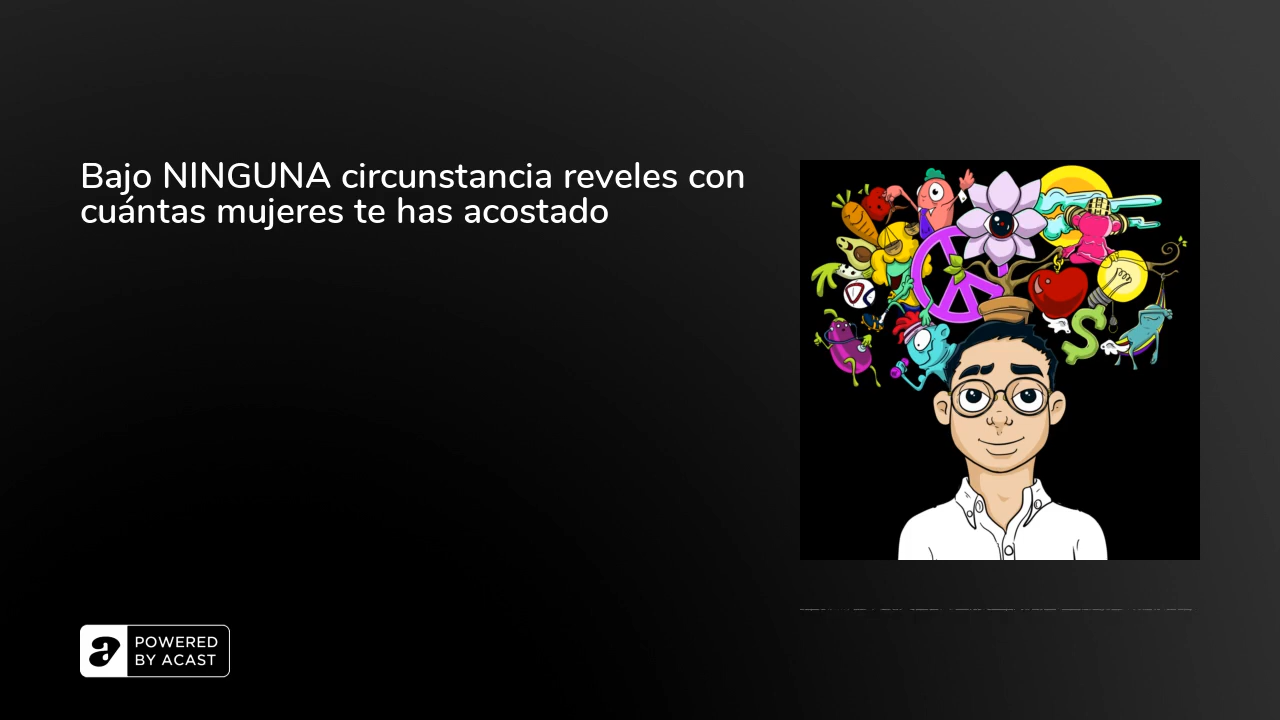 Bajo NINGUNA circunstancia reveles con
cuántas mujeres te has acostado
POWERED
BY ACAST